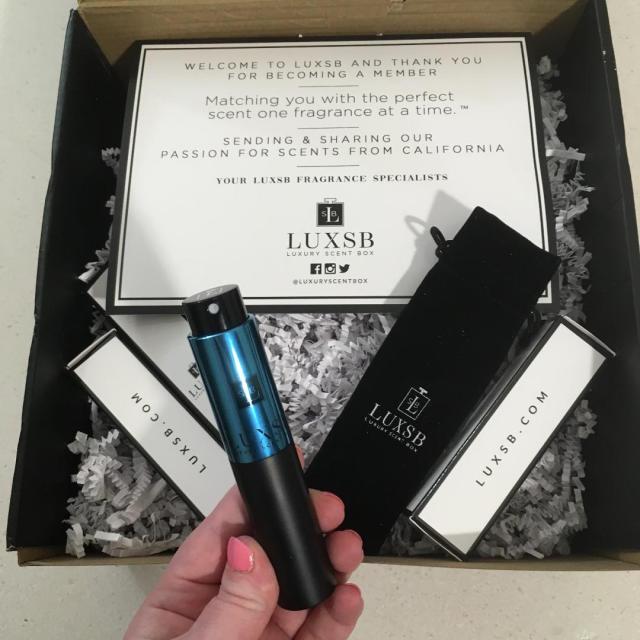 WELCOME TO LUXSB AND THANK YOU
FOR BECOMING A MEMBER
Matching you with the perfect
scent one fragrance at a time.™
SENDING & SHARING OUR
PASSION FOR SCENTS FROM CALIFORNIA
YOUR LUXSB FRAGRANCE SPECIALISTS
S L B
LUXSB
LUXURY SCENT BOX
@LUXURYSCENTBOX
LUXSB.COM
LUXSB
S L B
LUXSB
LUXURY SCENT BOX
LUXSB.COM